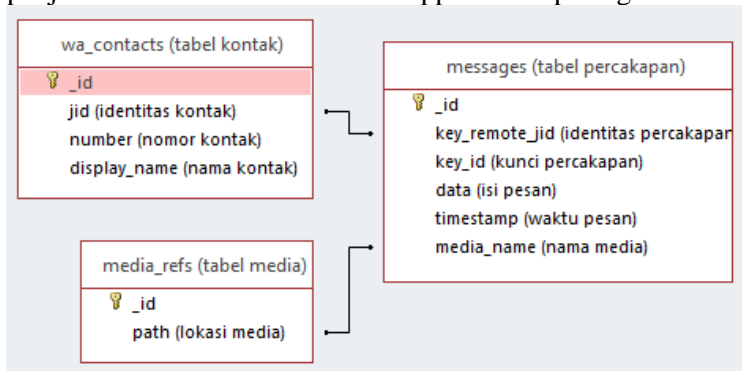 wa_contacts (tabel kontak)
_id
jid (identitas kontak)
number (nomor kontak)
display_name (nama kontak)
messages (tabel percakapan)
_id
key_remote_jid (identitas percakapan
key_id (kunci percakapan)
data (isi pesan)
timestamp (waktu pesan)
media_name (nama media)
media_refs (tabel media)
_id
path (lokasi media)